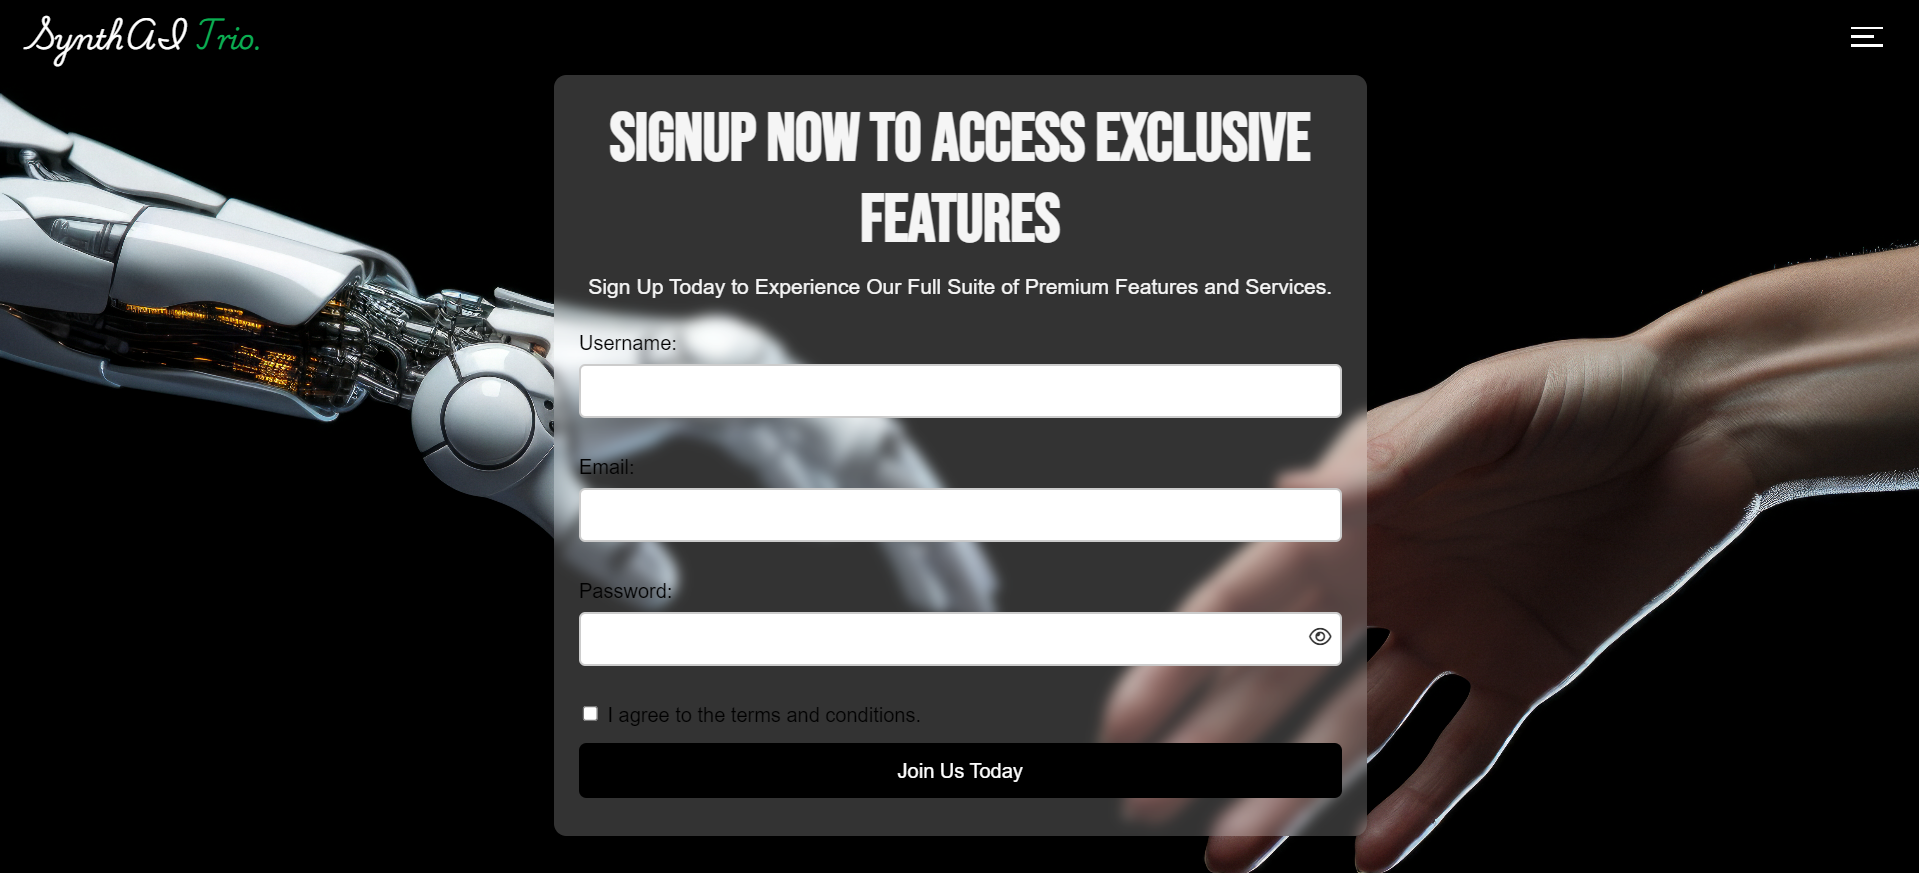 SynthAI Trio.
SIGNUP NOW TO ACCESS EXCLUSIVE
FEATURES
Sign Up Today to Experience Our Full Suite of Premium Features and Services.
Username:
Email:
Password:
I agree to the terms and conditions.
Join Us Today